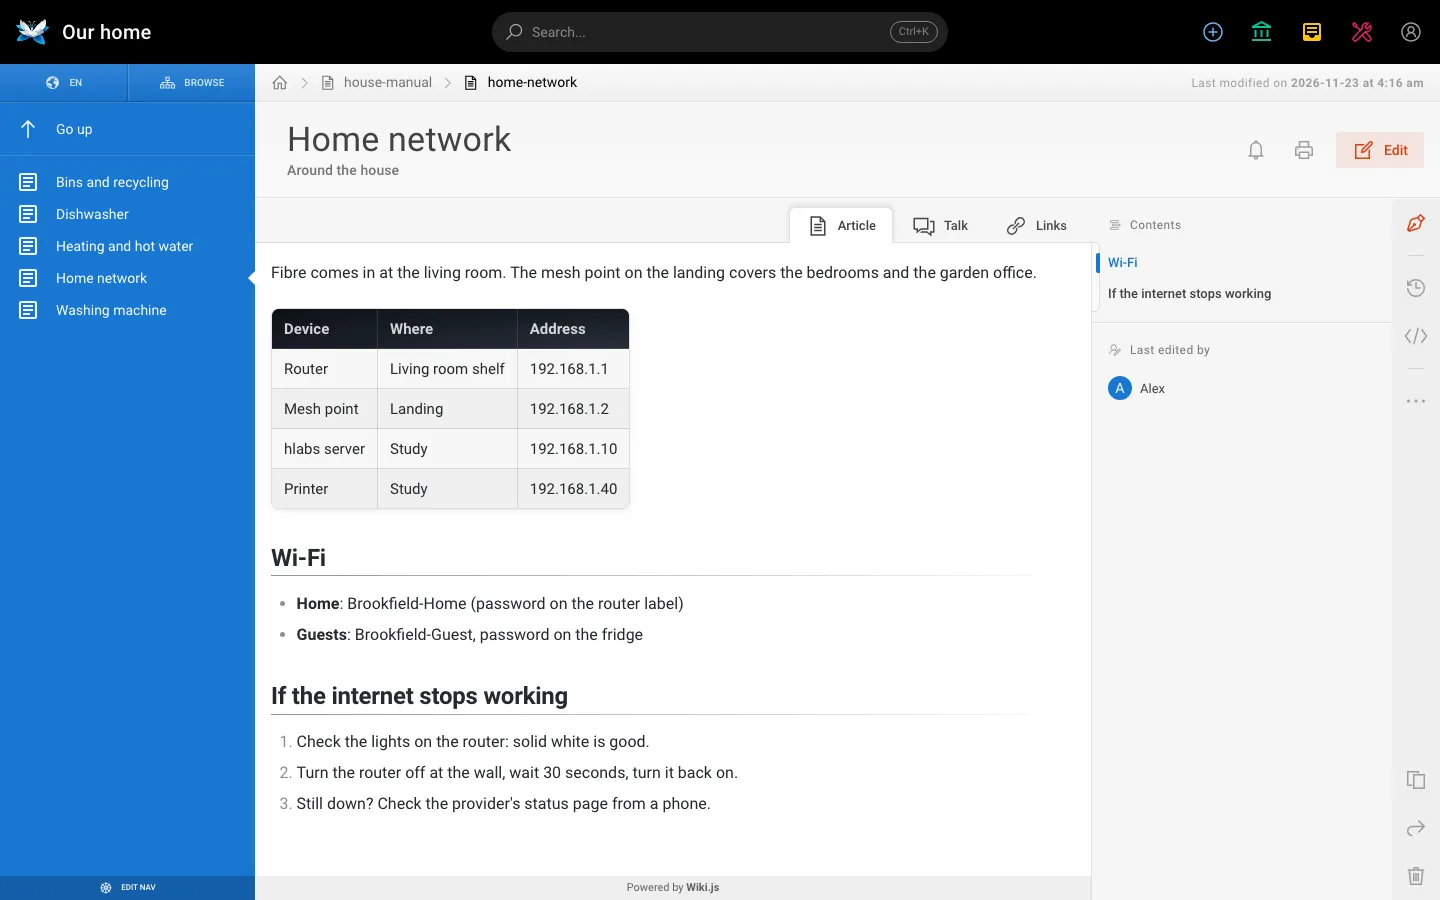 Our home
Search...
Ctrl+K
EN
BROWSE
house-manual
home-network
Last modified on 2026-11-23 at 4:16 am
Go up
Bins and recycling
Dishwasher
Heating and hot water
Home network
Washing machine
EDIT NAV
Home network
Around the house
Edit
Article
Talk
Links
Fibre comes in at the living room. The mesh point on the landing covers the bedrooms and the garden office.
Device Where Address
Router Living room shelf 192.168.1.1
Mesh point Landing 192.168.1.2
hlabs server Study 192.168.1.10
Printer Study 192.168.1.40
Wi-Fi
Home: Brookfield-Home (password on the router label)
Guests: Brookfield-Guest, password on the fridge
If the internet stops working
1. Check the lights on the router: solid white is good.
2. Turn the router off at the wall, wait 30 seconds, turn it back on.
3. Still down? Check the provider's status page from a phone.
Contents
Wi-Fi
If the internet stops working
Last edited by
A Alex
Powered by Wiki.js